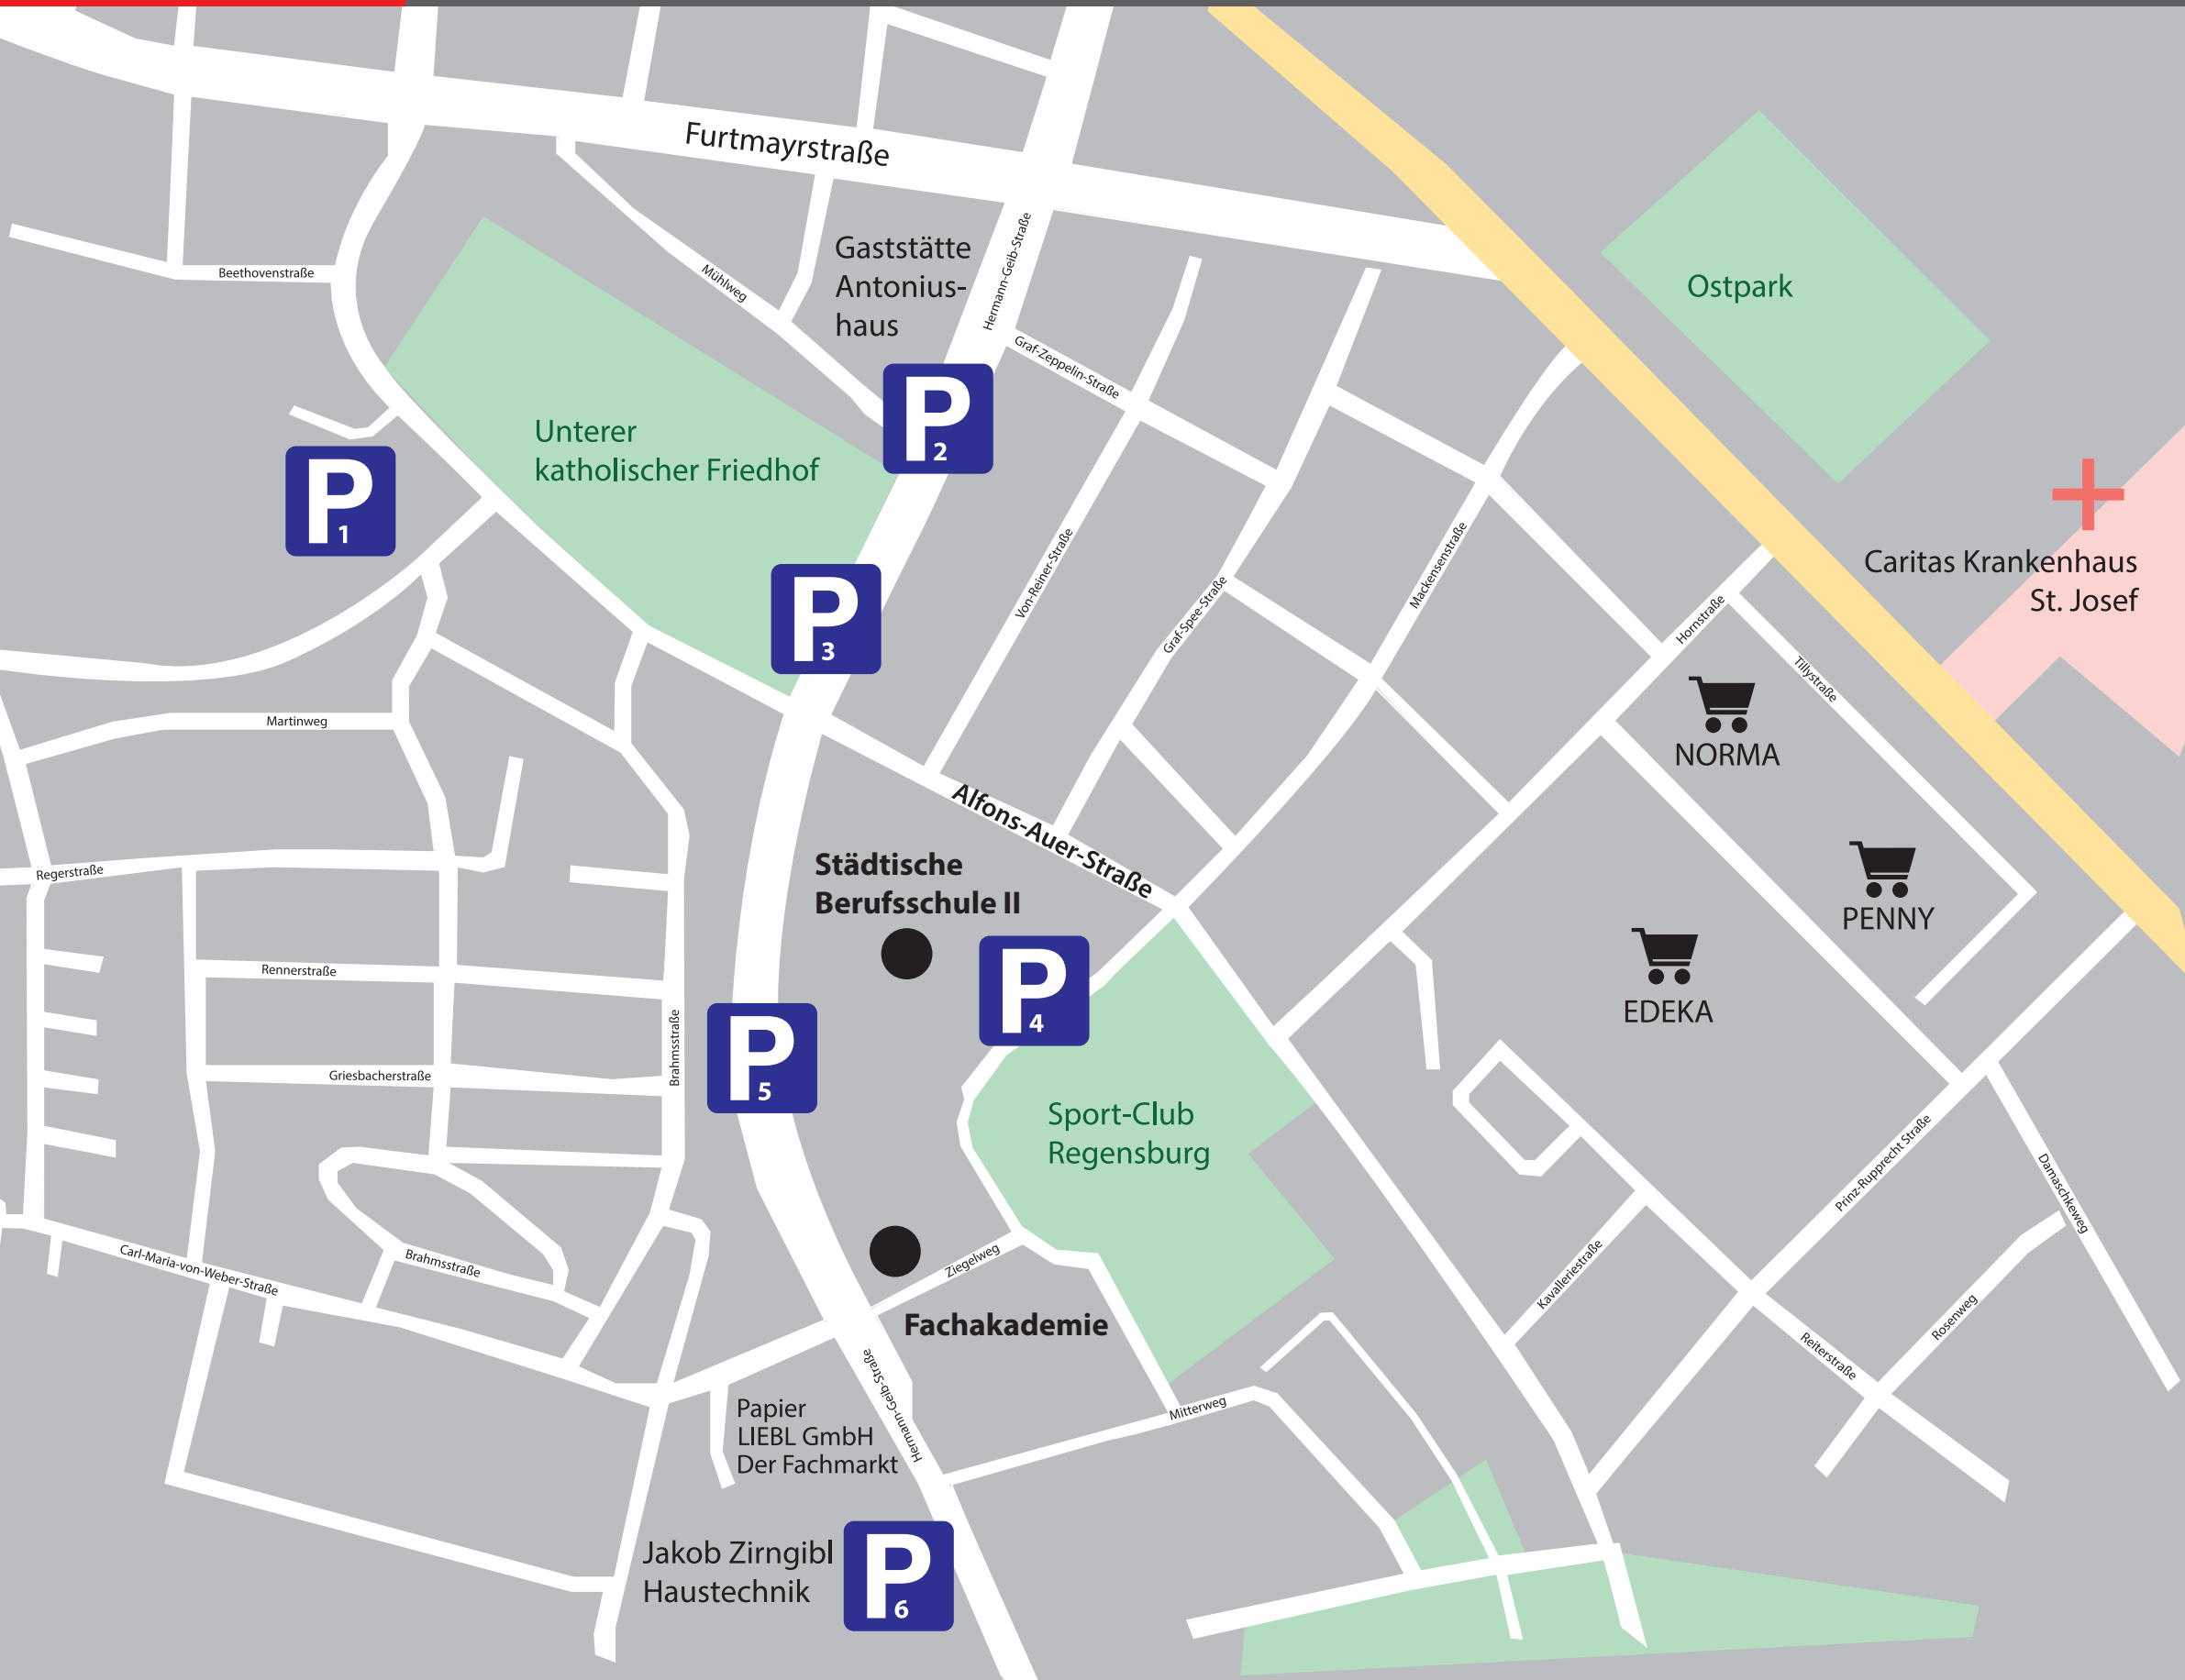 Furtmayrstraße
Hermann-Geib-Straße
Gaststätte
Antonius-
haus
Beethovenstraße
Mühlweg
Ostpark
Graf-Zeppelin-Straße
P
2
Unterer
katholischer Friedhof
P
1
Caritas Krankenhaus
St. Josef
Von-Reiner-Straße
Mackensenstraße
Graf-Spee-Straße
Hornstraße
P
3
Tillystraße
Martinweg
NORMA
Alfons-Auer-Straße
Städtische
Berufsschule II
Regerstraße
PENNY
Rennerstraße
P
4
EDEKA
Brahmsstraße
P
5
Griesbacherstraße
Sport-Club
Regensburg
Prinz-Rupprecht Straße
Damaschkeweg
Carl-Maria-von-Weber-Straße
Brahmsstraße
Ziegelweg
Kavalleriestraße
Fachakademie
Rosenweg
Reiterstraße
Hermann-Geib-Straße
Papier
LIEBL GmbH
Der Fachmarkt
Mitterweg
Jakob Zirngibl
Haustechnik
P
6